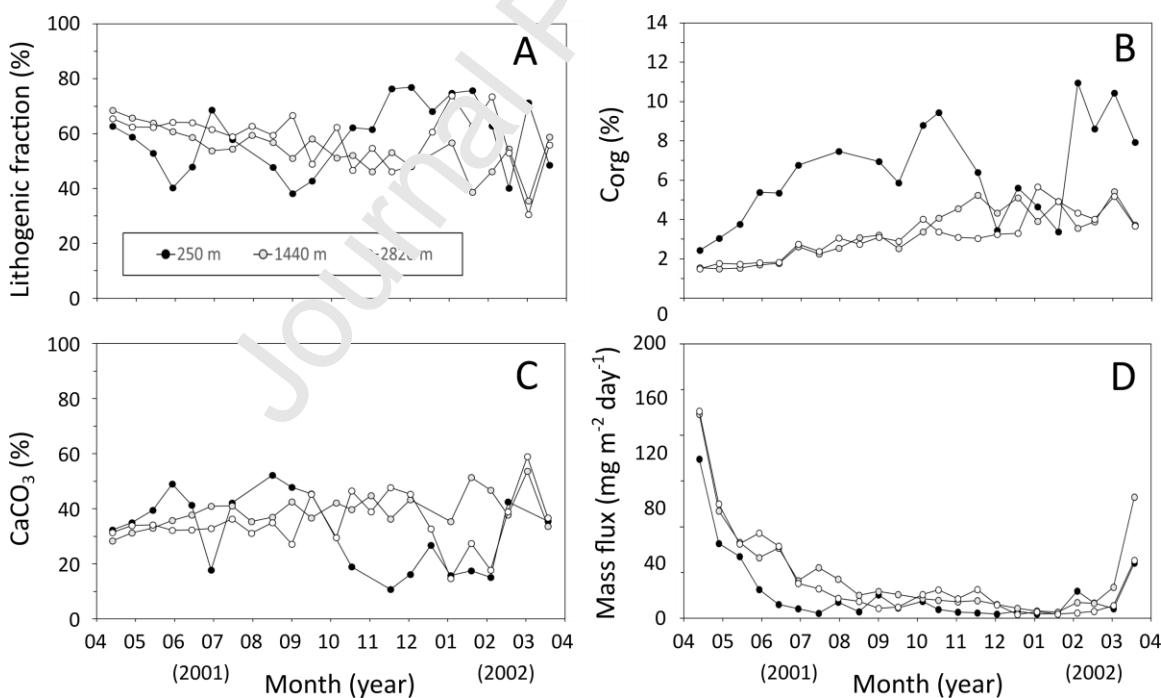 A
Lithogenic fraction (%)
100
80
60
40
20
0
250 m
1440 m
2820 m
B
Corg (%)
14
12
10
8
6
4
2
0
C
CaCO₃ (%)
100
80
60
40
20
0
04 05 06 07 08 09 10 11 12 01 02 03 04
(2001) (2002)
Month (year)
D
Mass flux (mg m⁻² day⁻¹)
200
160
120
80
40
0
04 05 06 07 08 09 10 11 12 01 02 03 04
(2001) (2002)
Month (year)
Journal P